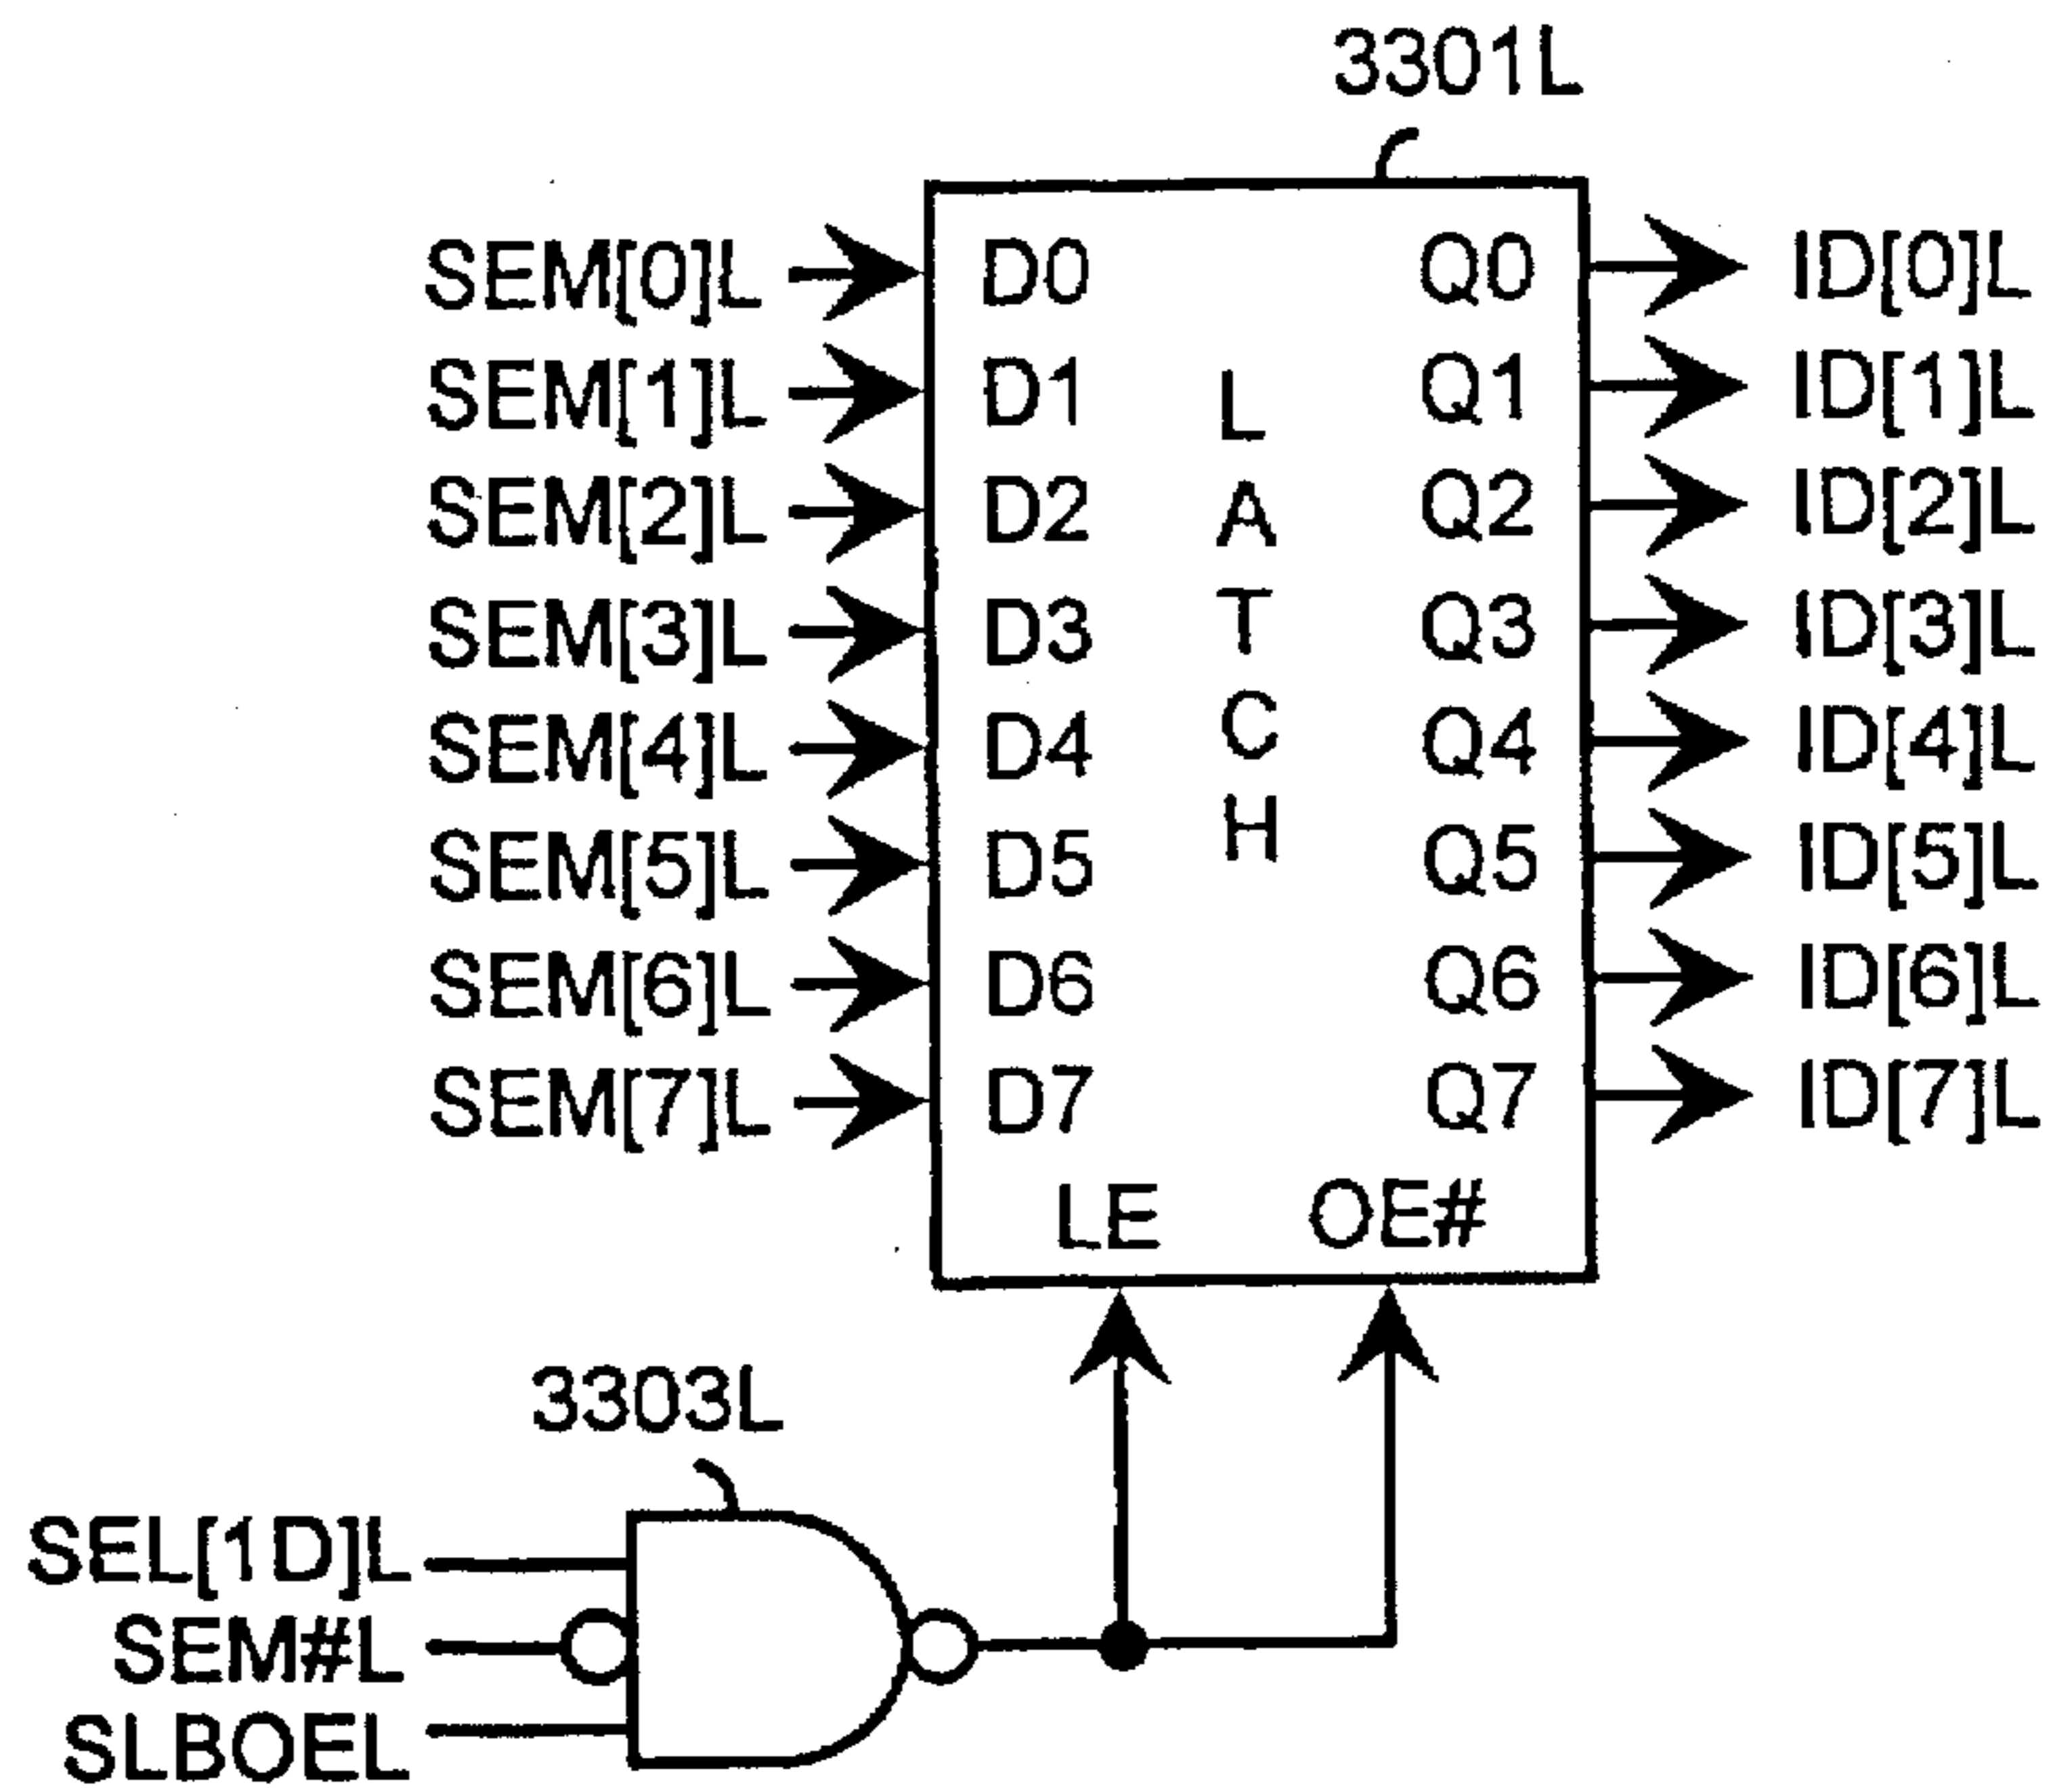 3301L
SEM[0]L D0 Q0 ID[0]L
SEM[1]L D1 Q1 ID[1]L
SEM[2]L D2 Q2 ID[2]L
SEM[3]L D3 Q3 ID[3]L
SEM[4]L D4 Q4 ID[4]L
SEM[5]L D5 Q5 ID[5]L
SEM[6]L D6 Q6 ID[6]L
SEM[7]L D7 Q7 ID[7]L
LATCH
LE OE#
3303L
SEL[1D]L
SEM#L
SLBOEL